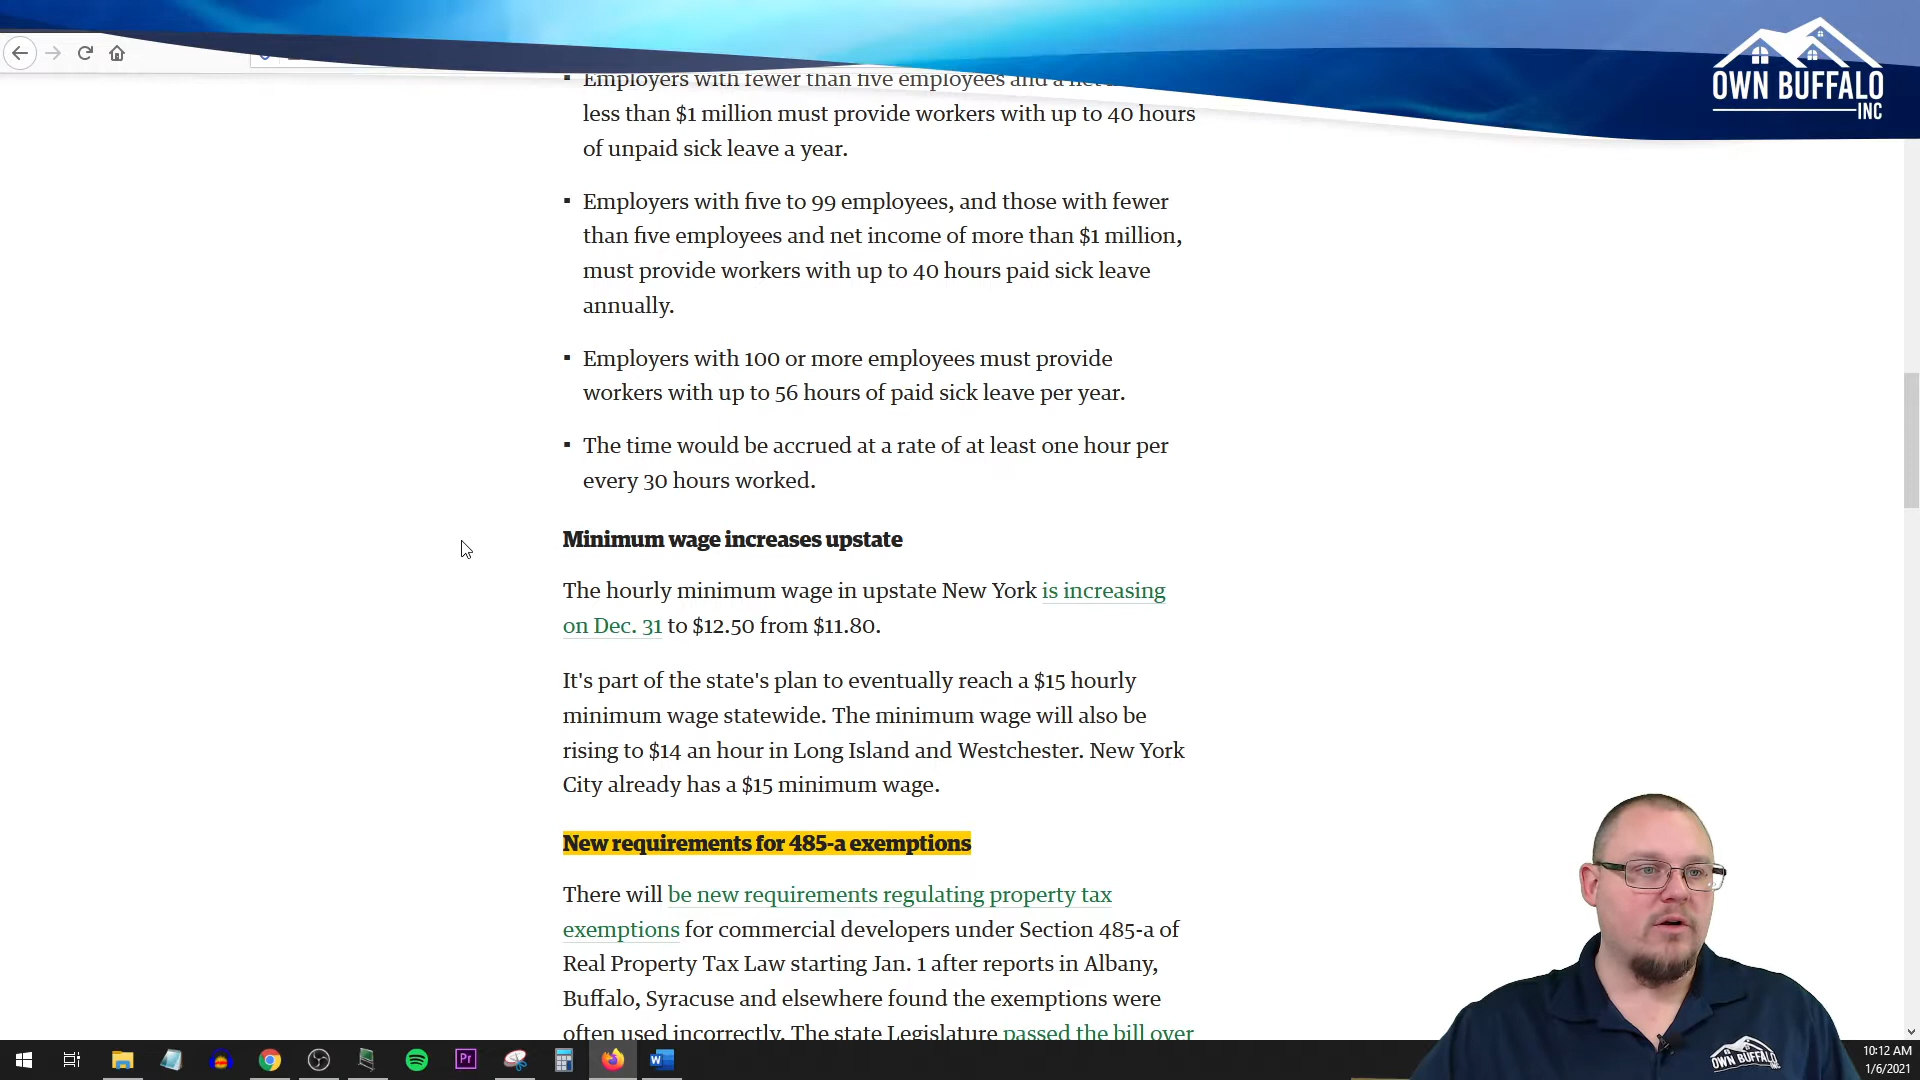 OWN BUFFALO
INC
Employers with fewer than five employees and a net
less than $1 million must provide workers with up to 40 hours
of unpaid sick leave a year.
▪ Employers with five to 99 employees, and those with fewer
than five employees and net income of more than $1 million,
must provide workers with up to 40 hours paid sick leave
annually.
▪ Employers with 100 or more employees must provide
workers with up to 56 hours of paid sick leave per year.
▪ The time would be accrued at a rate of at least one hour per
every 30 hours worked.
Minimum wage increases upstate
The hourly minimum wage in upstate New York is increasing
on Dec. 31 to $12.50 from $11.80.
It's part of the state's plan to eventually reach a $15 hourly
minimum wage statewide. The minimum wage will also be
rising to $14 an hour in Long Island and Westchester. New York
City already has a $15 minimum wage.
New requirements for 485-a exemptions
There will be new requirements regulating property tax
exemptions for commercial developers under Section 485-a of
Real Property Tax Law starting Jan. 1 after reports in Albany,
Buffalo, Syracuse and elsewhere found the exemptions were
often used incorrectly. The state Legislature passed the bill over
OWN BUFFALO
INC
Pr
W
10:12 AM
1/6/2021